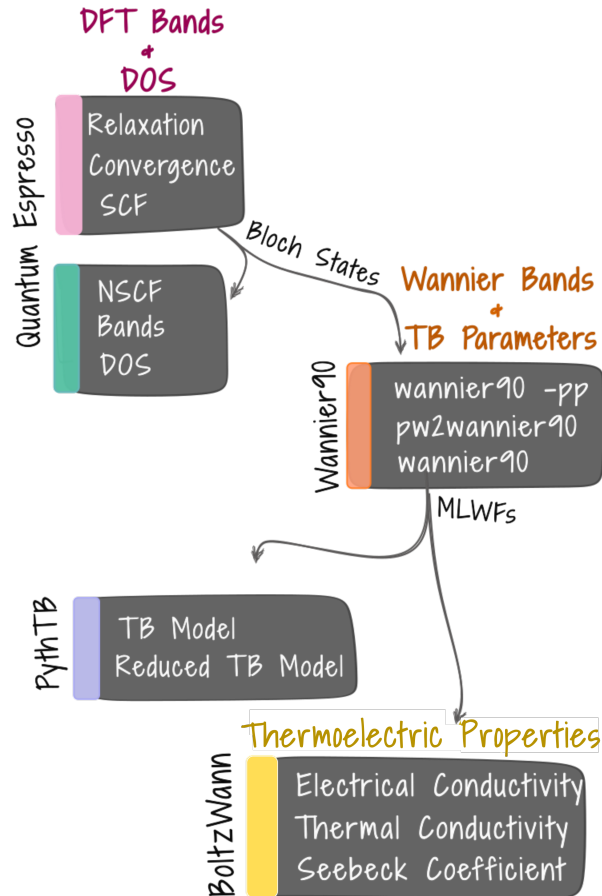 DFT Bands
&
DOS
Quantum Espresso
Relaxation
Convergence
SCF
NSCF
Bands
DOS
Bloch States
Wannier Bands
&
TB Parameters
Wannier90
wannier90 -pp
pw2wannier90
wannier90
MLWFs
PythTB
TB Model
Reduced TB Model
Thermoelectric Properties
BoltzWann
Electrical Conductivity
Thermal Conductivity
Seebeck Coefficient